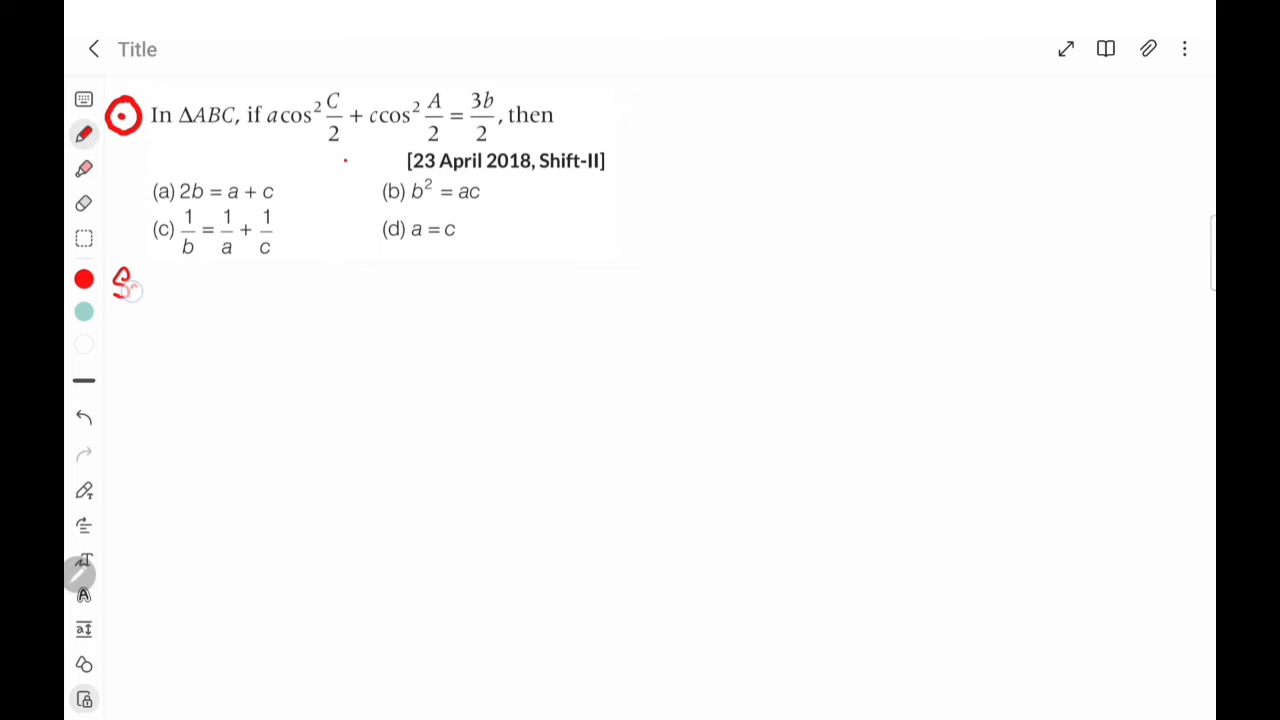 Title
In ΔABC, if a cos² C/2 + c cos² A/2 = 3b/2, then
[23 April 2018, Shift-II]
(a) 2b = a + c (b) b² = ac
(c) 1/b = 1/a + 1/c (d) a = c
S